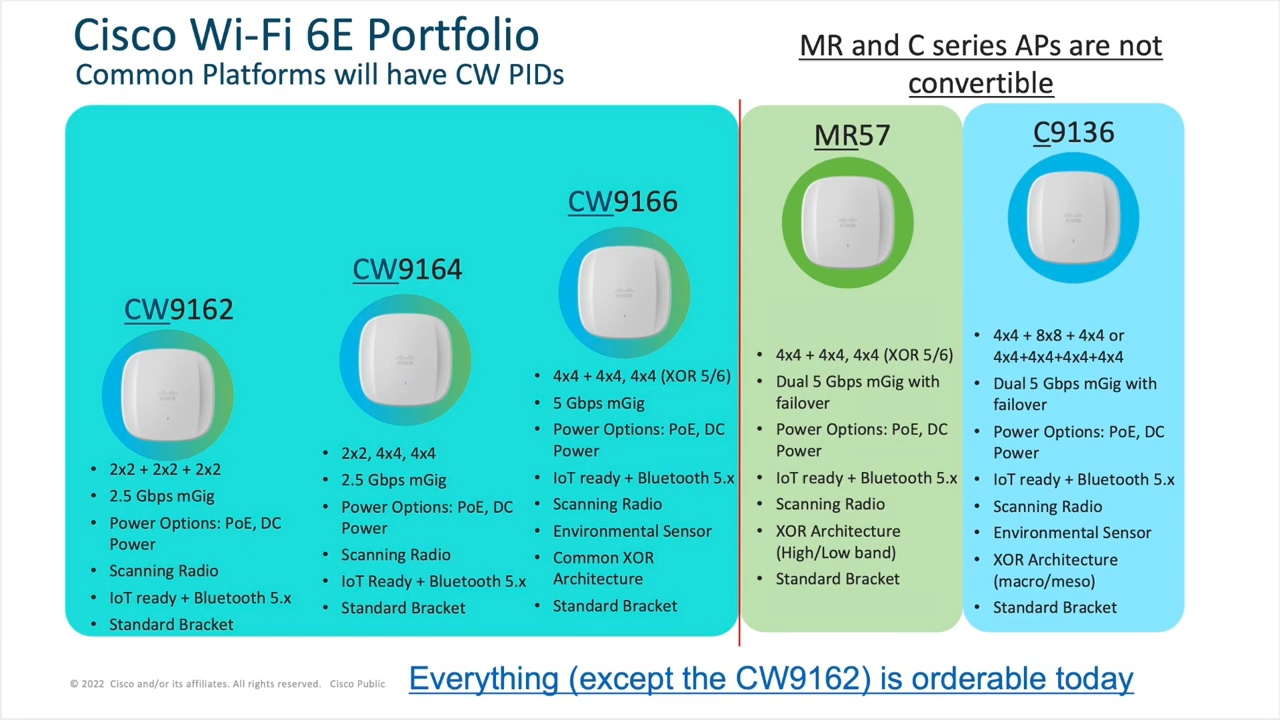 Cisco Wi-Fi 6E Portfolio
Common Platforms will have CW PIDs
MR and C series APs are not
convertible
CW9162
• 2x2 + 2x2 + 2x2
• 2.5 Gbps mGig
• Power Options: PoE, DC
Power
• Scanning Radio
• IoT ready + Bluetooth 5.x
• Standard Bracket
CW9164
• 2x2, 4x4, 4x4
• 2.5 Gbps mGig
• Power Options: PoE, DC
Power
• Scanning Radio
• IoT Ready + Bluetooth 5.x
• Standard Bracket
CW9166
• 4x4 + 4x4, 4x4 (XOR 5/6)
• 5 Gbps mGig
• Power Options: PoE, DC
Power
• IoT ready + Bluetooth 5.x
• Scanning Radio
• Environmental Sensor
• Common XOR
Architecture
• Standard Bracket
MR57
• 4x4 + 4x4, 4x4 (XOR 5/6)
• Dual 5 Gbps mGig with
failover
• Power Options: PoE, DC
Power
• IoT ready + Bluetooth 5.x
• Scanning Radio
• XOR Architecture
(High/Low band)
• Standard Bracket
C9136
• 4x4 + 8x8 + 4x4 or
4x4+4x4+4x4+4x4
• Dual 5 Gbps mGig with
failover
• Power Options: PoE, DC
Power
• IoT ready + Bluetooth 5.x
• Scanning Radio
• Environmental Sensor
• XOR Architecture
(macro/meso)
• Standard Bracket
© 2022 Cisco and/or its affiliates. All rights reserved. Cisco Public
Everything (except the CW9162) is orderable today